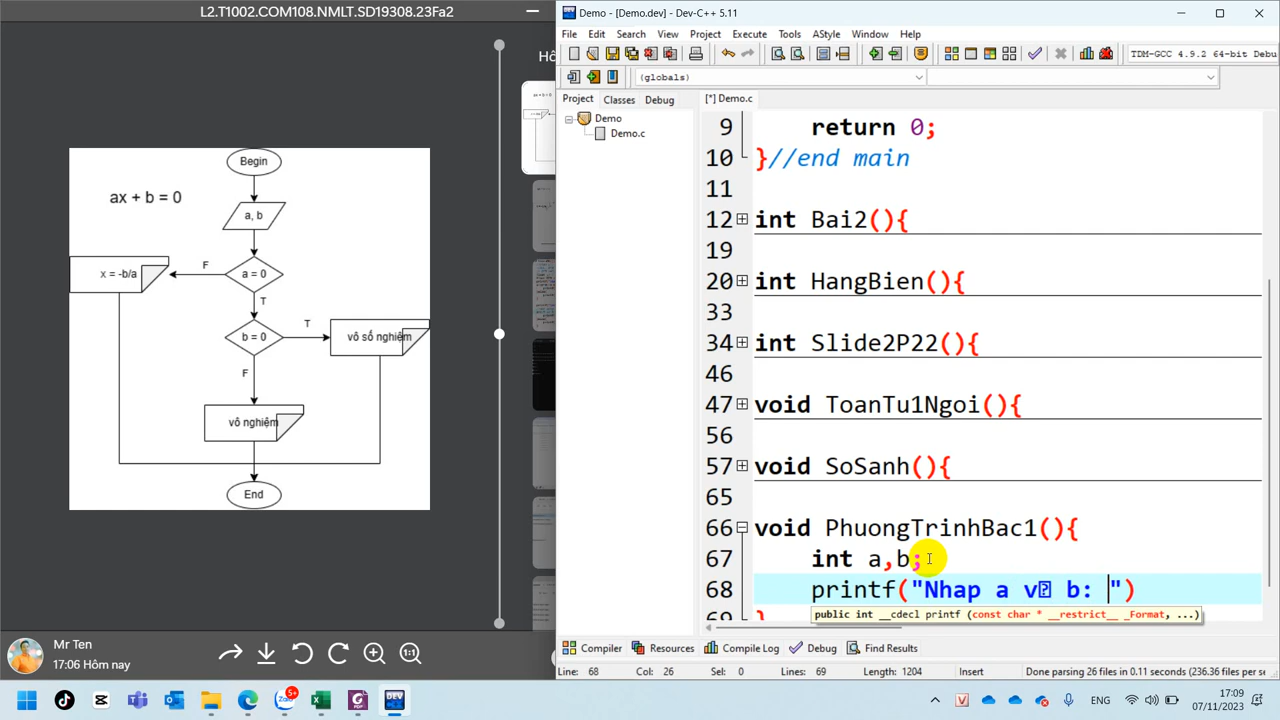 L2.T1002.COM108.NMLT.SD19308.23Fa2
Hô
Begin
ax + b = 0
a, b
F
x = -b/a
a = 0
T
T
b = 0
vô số nghiệm
F
vô nghiệm
End
Mr Ten
17:06 Hôm nay
1:1
Demo - [Demo.dev] - Dev-C++ 5.11
File Edit Search View Project Execute Tools AStyle Window Help
TDM-GCC 4.9.2 64-bit Debu
(globals)
Project Classes Debug
[*] Demo.c
Demo
Demo.c
9 return 0;
10 }//end main
11
12 int Bai2(){
19
20 int HangBien(){
33
34 int Slide2P22(){
46
47 void ToanTu1Ngoi(){
56
57 void SoSanh(){
65
66 void PhuongTrinhBac1(){
67 int a,b;
68 printf("Nhap a v b: ")
public int __cdecl printf (const char * __restrict__ _Format, ...)
69 }
Compiler Resources Compile Log Debug Find Results
Line: 68 Col: 26 Sel: 0 Lines: 69 Length: 1204 Insert Done parsing 26 files in 0.11 seconds (236.36 files per se
5+
DEV
ENG
17:09
07/11/2023